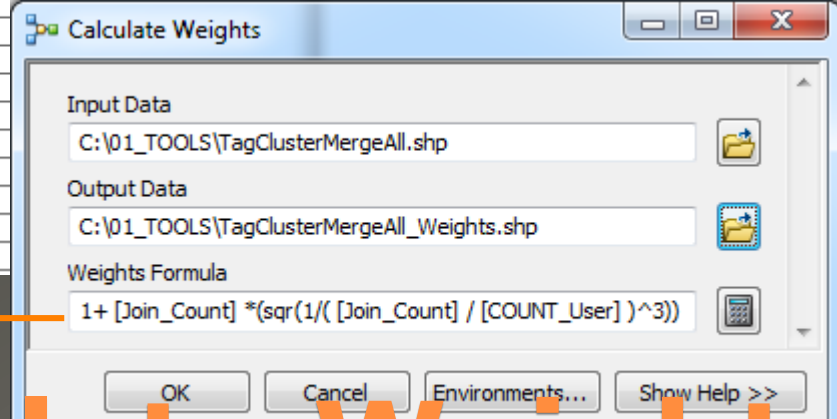 Calculate Weights
Input Data
C:\01_TOOLS\TagClusterMergeAll.shp
Output Data
C:\01_TOOLS\TagClusterMergeAll_Weights.shp
Weights Formula
1+ [Join_Count] *(sqr(1/( [Join_Count] / [COUNT_User] )^3))
OK Cancel Environments... Show Help >>